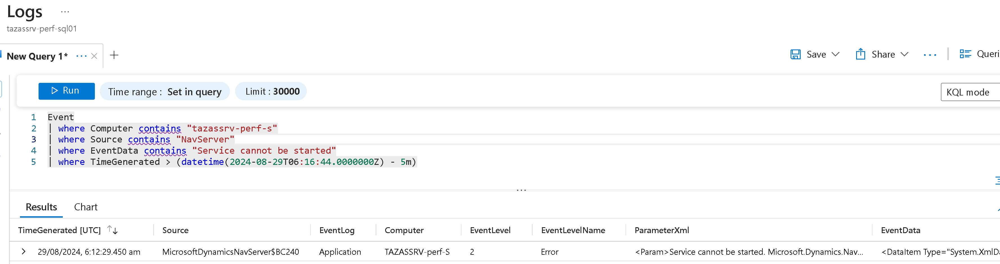 Logs ...
tazassrv-perf-sql01
New Query 1* ... × +
Save Share ... Queri
Run Time range : Set in query Limit : 30000 KQL mode
1 Event
2 | where Computer contains "tazassrv-perf-s"
3 | where Source contains "NavServer"
4 | where EventData contains "Service cannot be started"
5 | where TimeGenerated > (datetime(2024-08-29T06:16:44.0000000Z) - 5m)
...
Results Chart
TimeGenerated [UTC] Source EventLog Computer EventLevel EventLevelName ParameterXml EventData
29/08/2024, 6:12:29.450 am MicrosoftDynamicsNavServer$BC240 Application TAZASSRV-perf-S 2 Error <Param>Service cannot be started. Microsoft.Dynamics.Nav... <DataItem Type="System.XmlDa